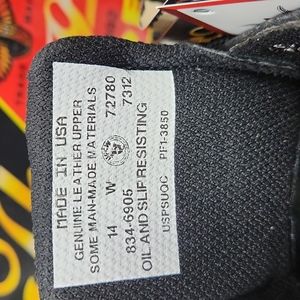 MADE IN USA
GENUINE LEATHER UPPER
SOME MAN-MADE MATERIALS
14 W 72780
834-6905 7312
OIL AND SLIP RESISTING
USPSUQC PF1-3850